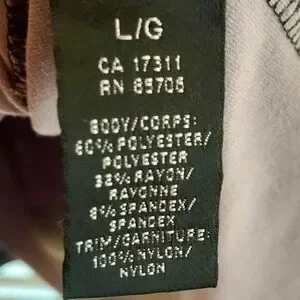 L/G
CA 17311
RN 85706
BODY/CORPS:
60% POLYESTER/
POLYESTER
32% RAYON/
RAYONNE
8% SPANDEX/
SPANDEX
TRIM/GARNITURE:
100% NYLON/
NYLON